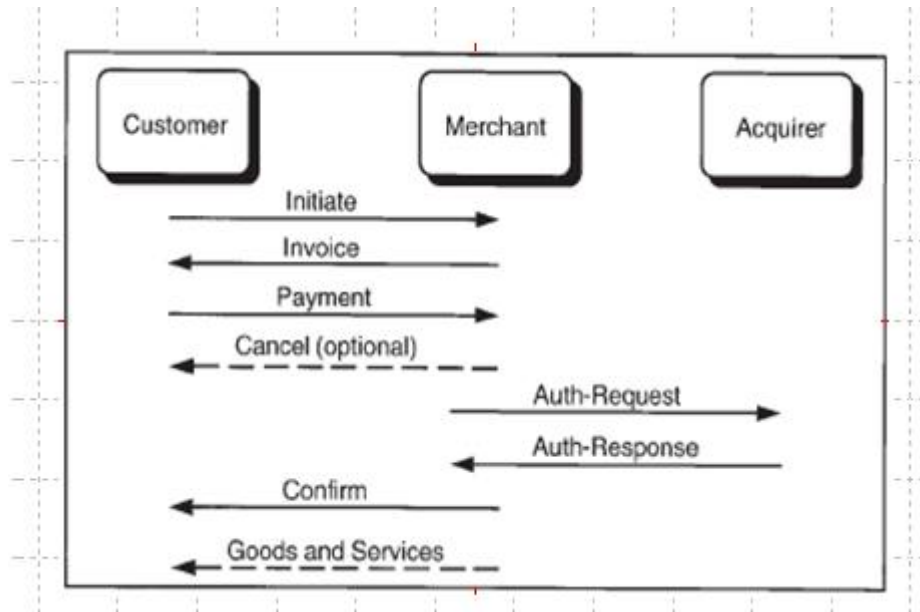 Customer
Merchant
Acquirer
Initiate
Invoice
Payment
Cancel (optional)
Auth-Request
Auth-Response
Confirm
Goods and Services